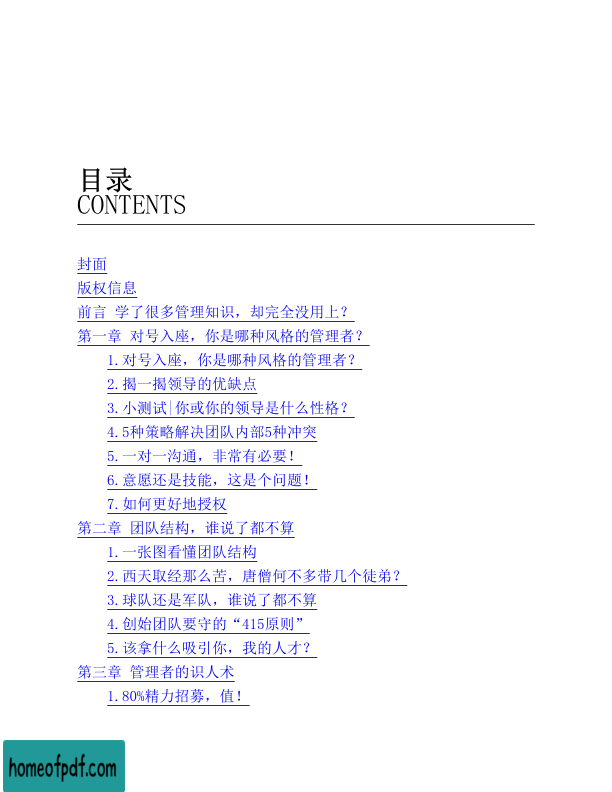 目录
CONTENTS
封面
版权信息
前言 学了很多管理知识，却完全没用上？
第一章 对号入座，你是哪种风格的管理者？
1.对号入座，你是哪种风格的管理者？
2.揭一揭领导的优缺点
3.小测试|你或你的领导是什么性格？
4.5种策略解决团队内部5种冲突
5.一对一沟通，非常有必要！
6.意愿还是技能，这是个问题！
7.如何更好地授权
第二章 团队结构，谁说了都不算
1.一张图看懂团队结构
2.西天取经那么苦，唐僧何不多带几个徒弟？
3.球队还是军队，谁说了都不算
4.创始团队要守的“415原则”
5.该拿什么吸引你，我的人才？
第三章 管理者的识人术
1.80%精力招募，值！
homeofpdf.com